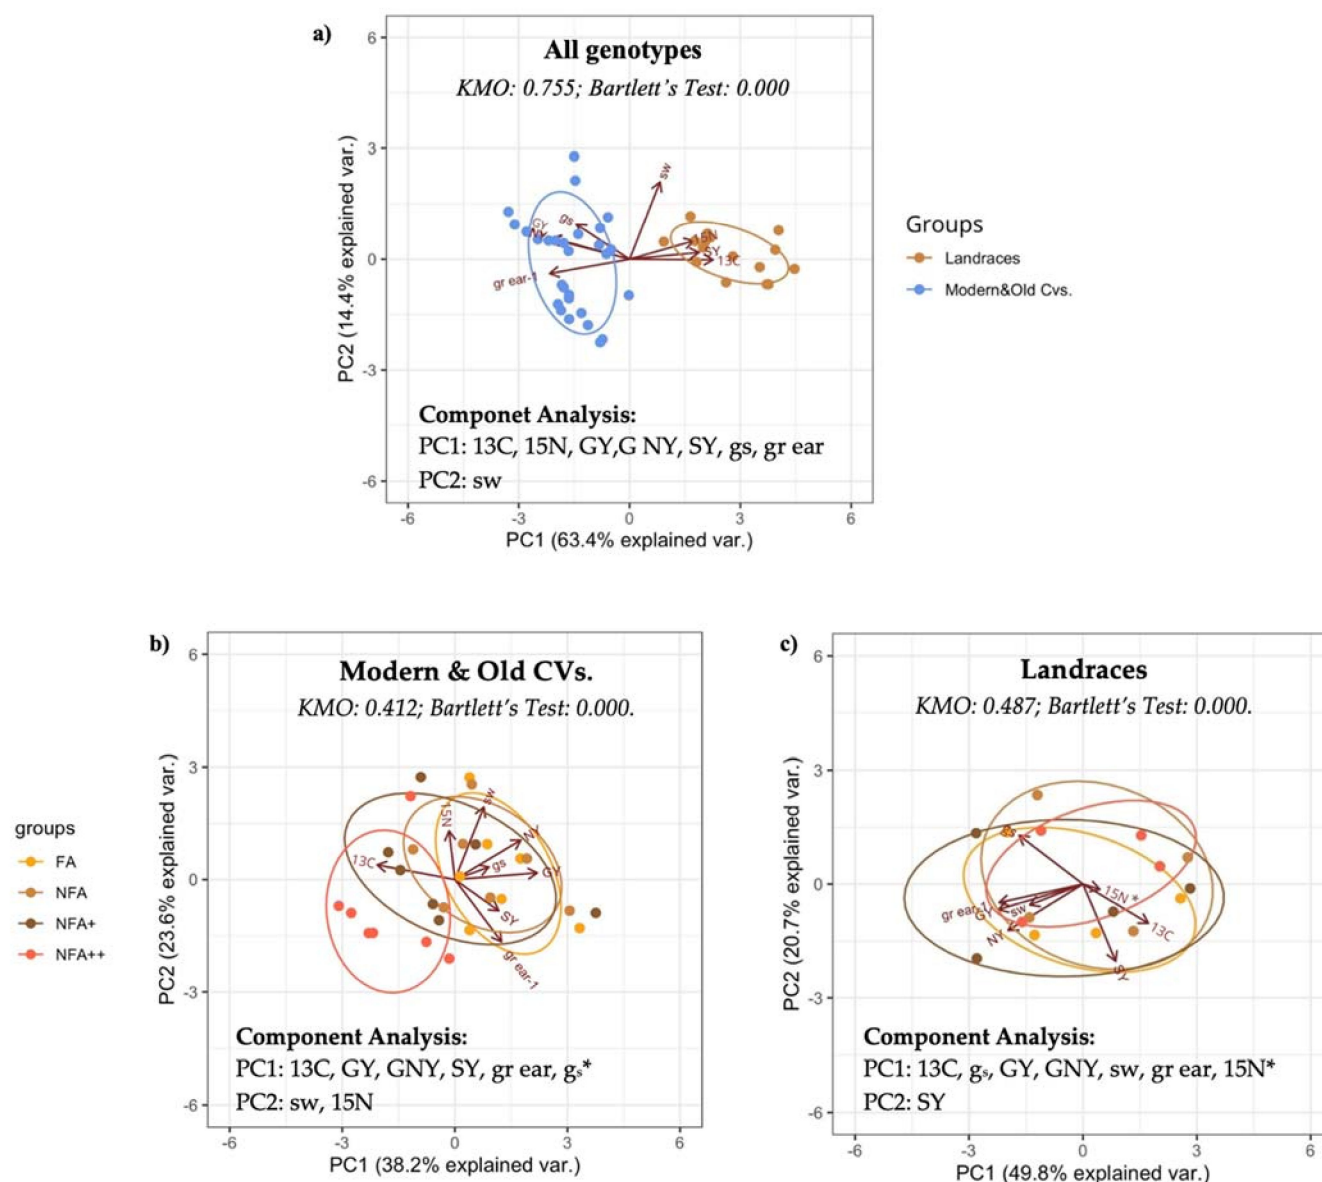 a)
All genotypes
KMO: 0.755; Bartlett's Test: 0.000
6
3
0
-3
-6
PC2 (14.4% explained var.)
sw
gs
GY
NY
gr ear-1
15N
SY
13C
Componet Analysis:
PC1: 13C, 15N, GY,G NY, SY, gs, gr ear
PC2: sw
-6
-3
0
3
6
PC1 (63.4% explained var.)
Groups
Landraces
Modern&Old Cvs.
groups
FA
NFA
NFA+
NFA++
b)
Modern & Old CVs.
KMO: 0.412; Bartlett's Test: 0.000.
6
3
0
-3
-6
PC2 (23.6% explained var.)
15N
sw
NY
gs
GY
13C
SY
gr ear-1
Component Analysis:
PC1: 13C, GY, GNY, SY, gr ear, gs*
PC2: sw, 15N
-6
-3
0
3
6
PC1 (38.2% explained var.)
c)
Landraces
KMO: 0.487; Bartlett's Test: 0.000.
6
3
0
-3
-6
PC2 (20.7% explained var.)
gs
15N *
gr ear-1
GY
sw
NY
13C
SY
Component Analysis:
PC1: 13C, gs, GY, GNY, sw, gr ear, 15N*
PC2: SY
-6
-3
0
3
6
PC1 (49.8% explained var.)